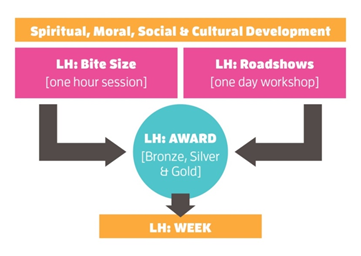 Spiritual, Moral, Social & Cultural Development
LH: Bite Size
[one hour session]
LH: Roadshows
[one day workshop]
LH: AWARD
[Bronze, Silver
& Gold]
LH: WEEK